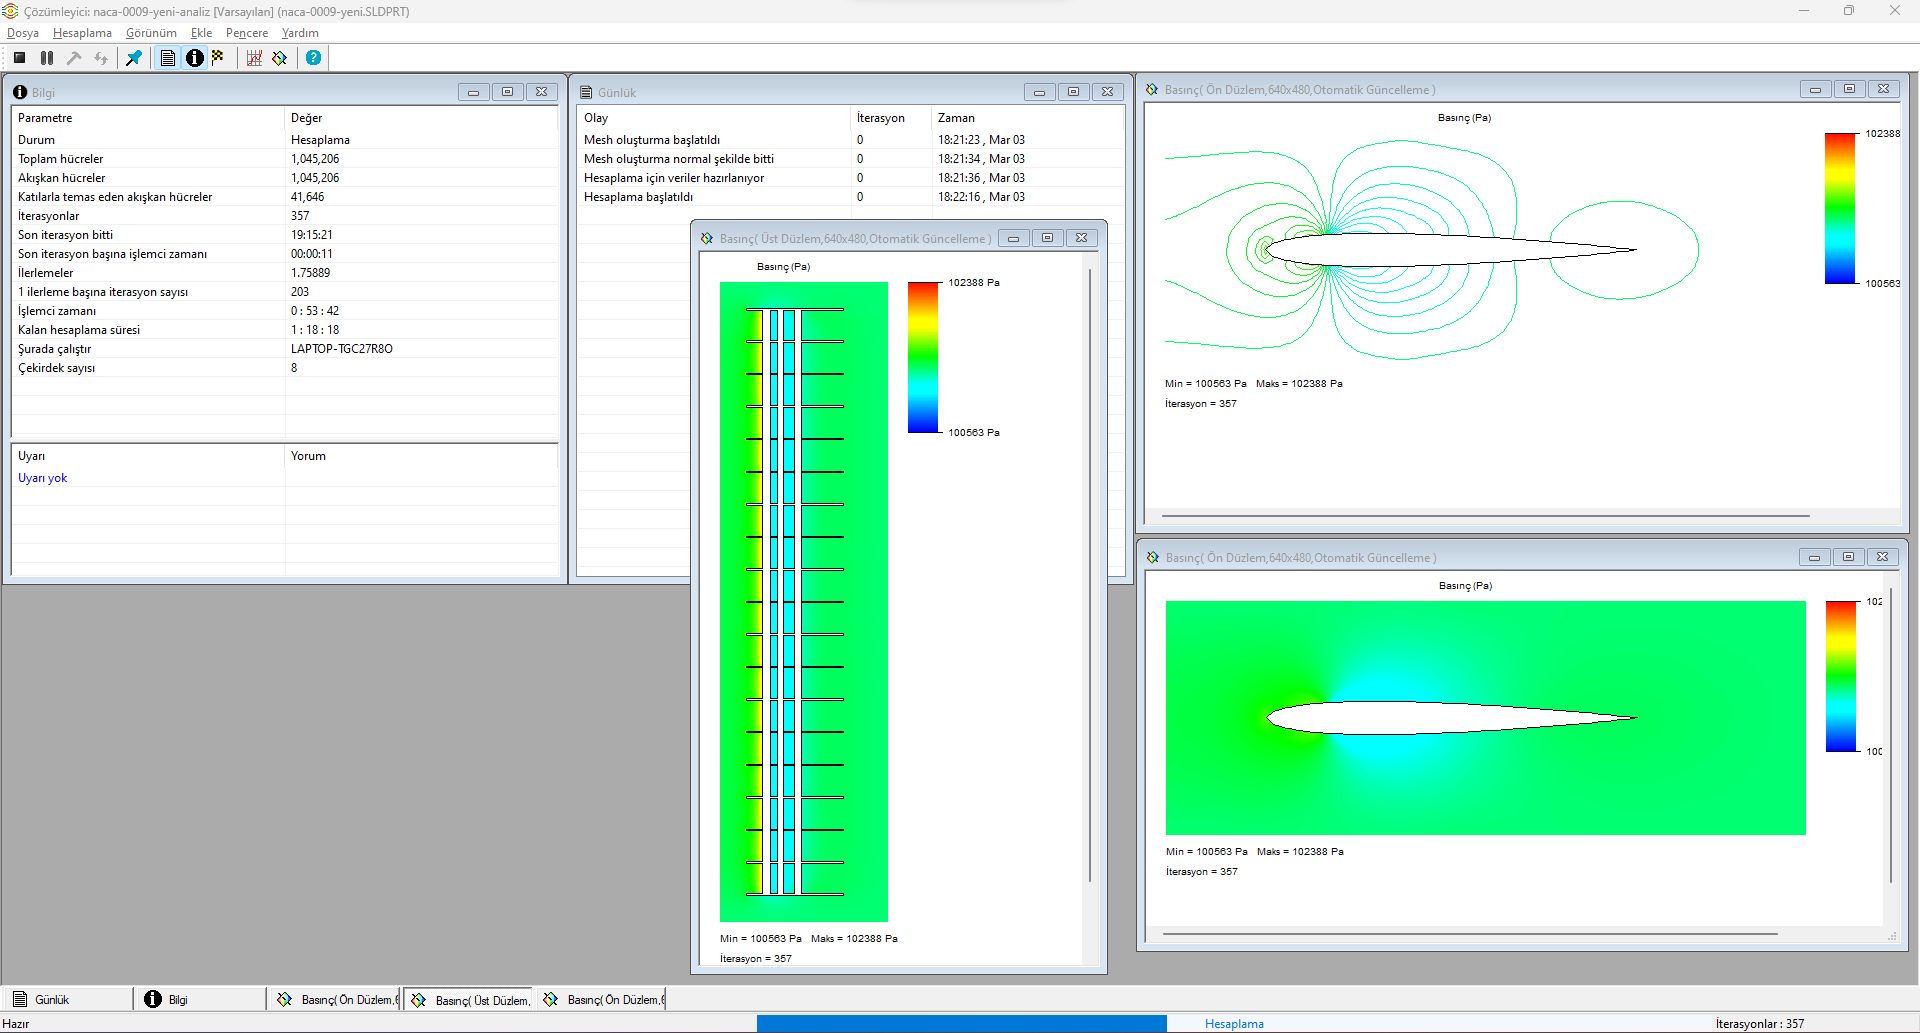 Çözümleyici: naca-0009-yeni-analiz [Varsayılan] (naca-0009-yeni.SLDPRT)
Dosya Hesaplama Görünüm Ekle Pencere Yardım
Bilgi
Parametre Değer
Durum Hesaplama
Toplam hücreler 1,045,206
Akışkan hücreler 1,045,206
Katılarla temas eden akışkan hücreler 41,646
İterasyonlar 357
Son iterasyon bitti 19:15:21
Son iterasyon başına işlemci zamanı 00:00:11
İlerlemeler 1.75889
1 ilerleme başına iterasyon sayısı 203
İşlemci zamanı 0 : 53 : 42
Kalan hesaplama süresi 1 : 18 : 18
Şurada çalıştır LAPTOP-TGC27R8O
Çekirdek sayısı 8
Uyarı Yorum
Uyarı yok
Günlük
Olay İterasyon Zaman
Mesh oluşturma başlatıldı 0 18:21:23 , Mar 03
Mesh oluşturma normal şekilde bitti 0 18:21:34 , Mar 03
Hesaplama için veriler hazırlanıyor 0 18:21:36 , Mar 03
Hesaplama başlatıldı 0 18:22:16 , Mar 03
Basınç( Üst Düzlem,640x480,Otomatik Güncelleme )
Basınç (Pa)
102388 Pa
100563 Pa
Min = 100563 Pa Maks = 102388 Pa
İterasyon = 357
Basınç( Ön Düzlem,640x480,Otomatik Güncelleme )
Basınç (Pa)
102388
100563
Min = 100563 Pa Maks = 102388 Pa
İterasyon = 357
Basınç( Ön Düzlem,640x480,Otomatik Güncelleme )
Basınç (Pa)
102
100
Min = 100563 Pa Maks = 102388 Pa
İterasyon = 357
Günlük Bilgi Basınç( Ön Düzlem,6 Basınç( Üst Düzlem, Basınç( Ön Düzlem,6
Hazır Hesaplama İterasyonlar : 357